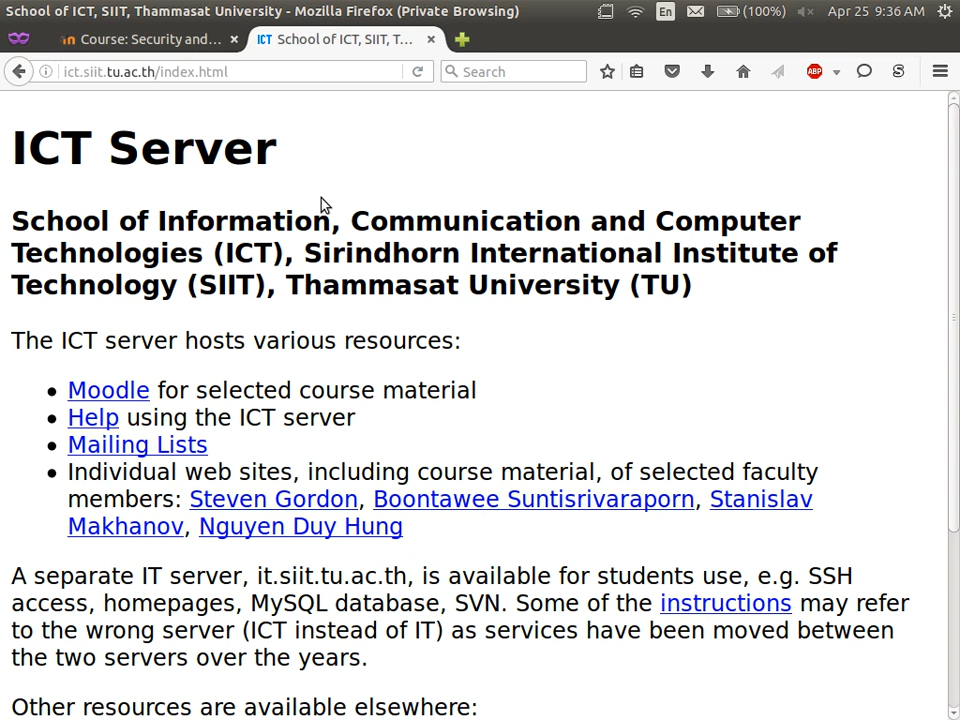 School of ICT, SIIT, Thammasat University - Mozilla Firefox (Private Browsing)
En
(100%)
Apr 25 9:36 AM
Course: Security and...
ICT School of ICT, SIIT, T...
ict.siit.tu.ac.th/index.html
Search
ABP
S
ICT Server
School of Information, Communication and Computer
Technologies (ICT), Sirindhorn International Institute of
Technology (SIIT), Thammasat University (TU)
The ICT server hosts various resources:
• Moodle for selected course material
• Help using the ICT server
• Mailing Lists
• Individual web sites, including course material, of selected faculty
members: Steven Gordon, Boontawee Suntisrivaraporn, Stanislav
Makhanov, Nguyen Duy Hung
A separate IT server, it.siit.tu.ac.th, is available for students use, e.g. SSH
access, homepages, MySQL database, SVN. Some of the instructions may refer
to the wrong server (ICT instead of IT) as services have been moved between
the two servers over the years.
Other resources are available elsewhere: